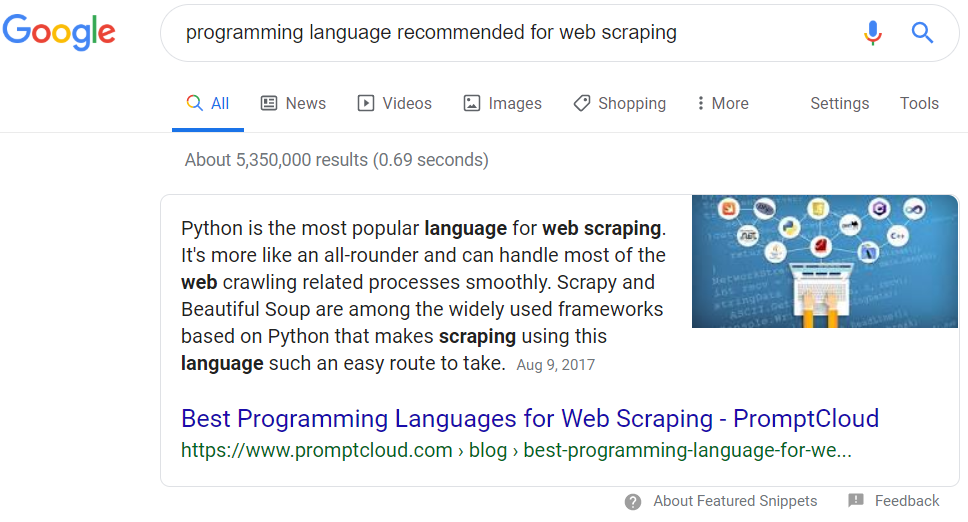 Google
programming language recommended for web scraping
All News Videos Images Shopping More Settings Tools
About 5,350,000 results (0.69 seconds)
Python is the most popular language for web scraping.
It's more like an all-rounder and can handle most of the
web crawling related processes smoothly. Scrapy and
Beautiful Soup are among the widely used frameworks
based on Python that makes scraping using this
language such an easy route to take. Aug 9, 2017
C++
Best Programming Languages for Web Scraping - PromptCloud
https://www.promptcloud.com › blog › best-programming-language-for-we...
About Featured Snippets Feedback